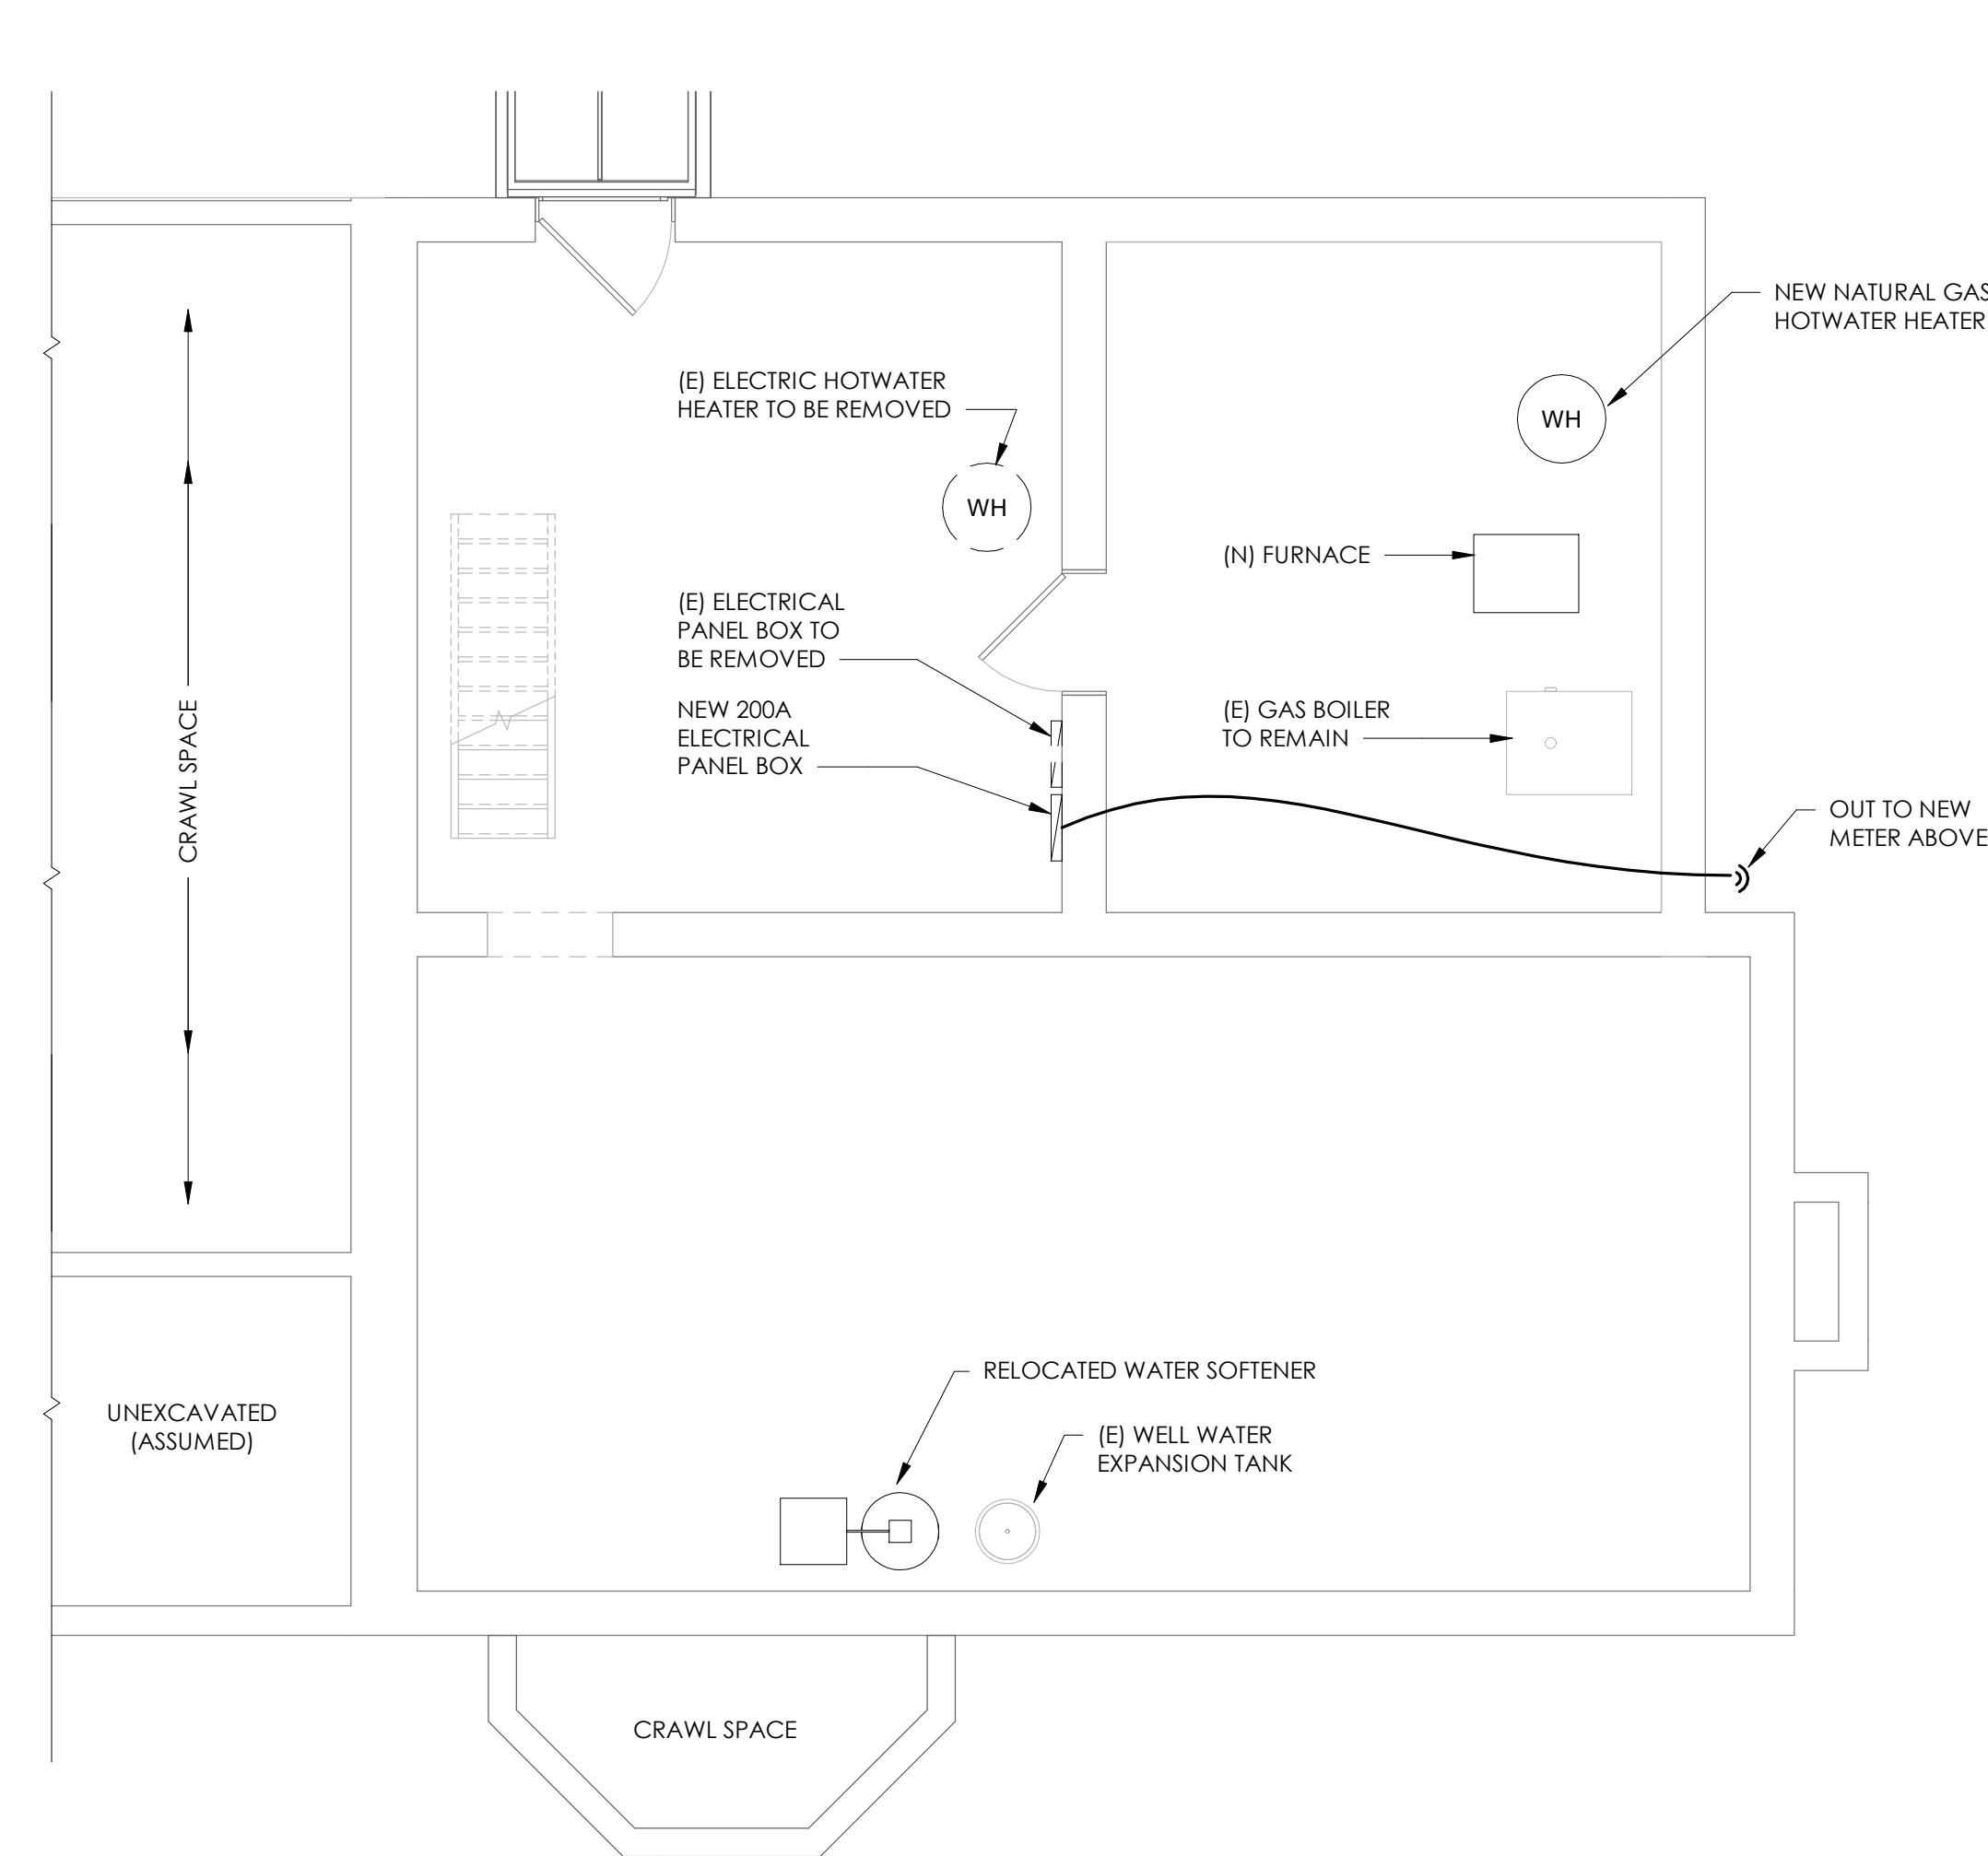 NEW NATURAL GAS
HOTWATER HEATER
(E) ELECTRIC HOTWATER
HEATER TO BE REMOVED
WH
WH
(N) FURNACE
(E) ELECTRICAL
PANEL BOX TO
BE REMOVED
NEW 200A
ELECTRICAL
PANEL BOX
(E) GAS BOILER
TO REMAIN
CRAWL SPACE
OUT TO NEW
METER ABOVE
RELOCATED WATER SOFTENER
(E) WELL WATER
EXPANSION TANK
UNEXCAVATED
(ASSUMED)
CRAWL SPACE